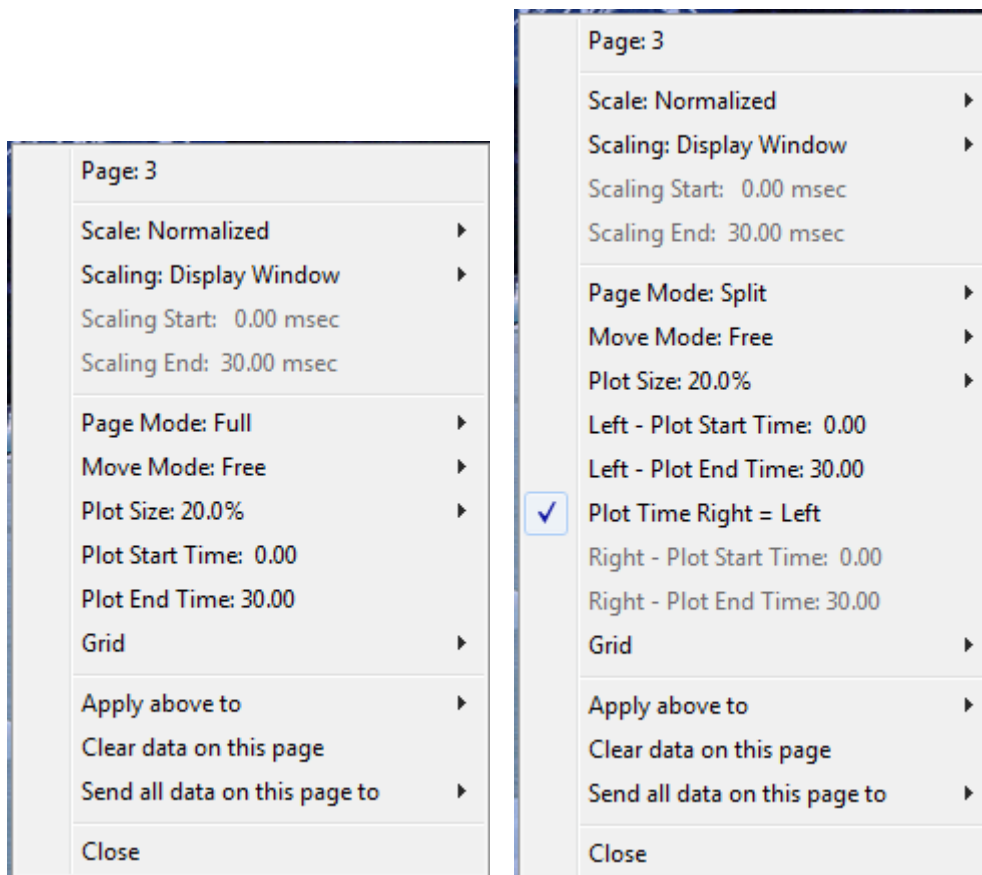 Page: 3
Scale: Normalized
Scaling: Display Window
Scaling Start:   0.00 msec
Scaling End:  30.00 msec
Page Mode: Full
Move Mode: Free
Plot Size: 20.0%
Plot Start Time:  0.00
Plot End Time: 30.00
Grid
Apply above to
Clear data on this page
Send all data on this page to
Close
Page: 3
Scale: Normalized
Scaling: Display Window
Scaling Start:   0.00 msec
Scaling End:  30.00 msec
Page Mode: Split
Move Mode: Free
Plot Size: 20.0%
Left - Plot Start Time:  0.00
Left - Plot End Time: 30.00
Plot Time Right = Left
Right - Plot Start Time:  0.00
Right - Plot End Time: 30.00
Grid
Apply above to
Clear data on this page
Send all data on this page to
Close